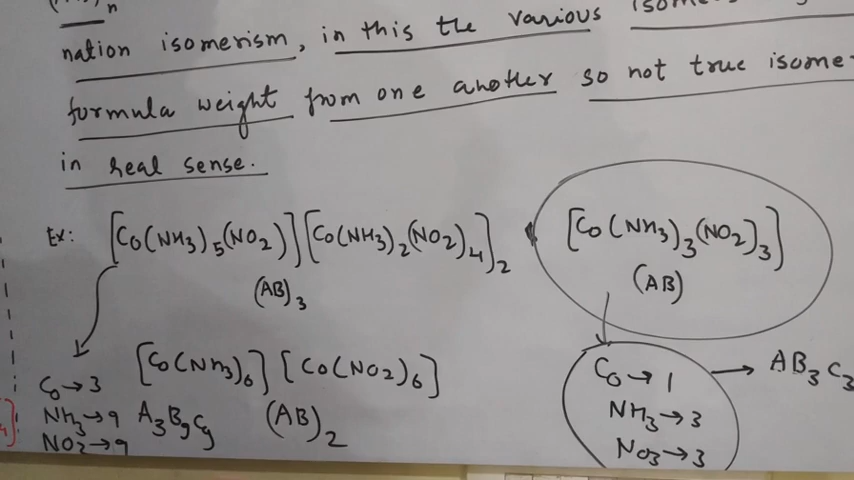 n
nation isomerism, in this the various
formula weight from one another so not true isome
in real sense.
Ex: [Co(NH3)5(NO2)][Co(NH3)2(NO2)4]2 [Co(NH3)3(NO2)3]
(AB)3 (AB)
[Co(NH3)6][Co(NO2)6]
(AB)2
Co→3
NH3→9 A3B9C9
NO2→9
Co→1 → AB3C3
NH3→3
NO3→3